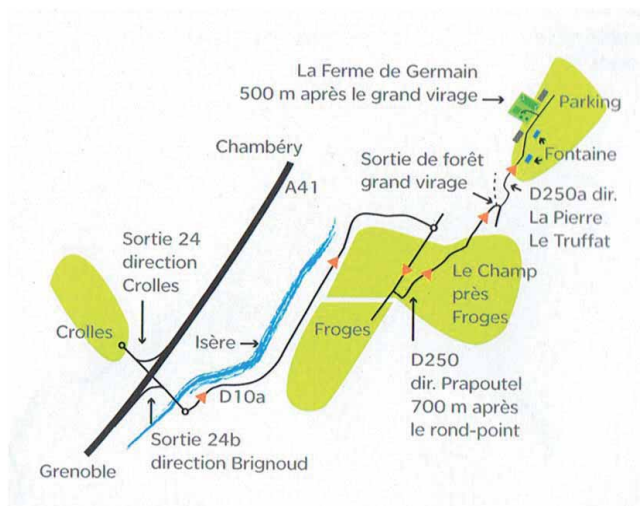 La Ferme de Germain
500 m après le grand virage
Parking
Chambéry
Sortie de forêt
grand virage
Fontaine
A41
D250a dir.
La Pierre
Le Truffat
Sortie 24
direction
Crolles
Le Champ
près
Froges
Crolles
Isère
Froges
D250
dir. Prapoutel
700 m après
le rond-point
D10a
Sortie 24b
direction Brignoud
Grenoble